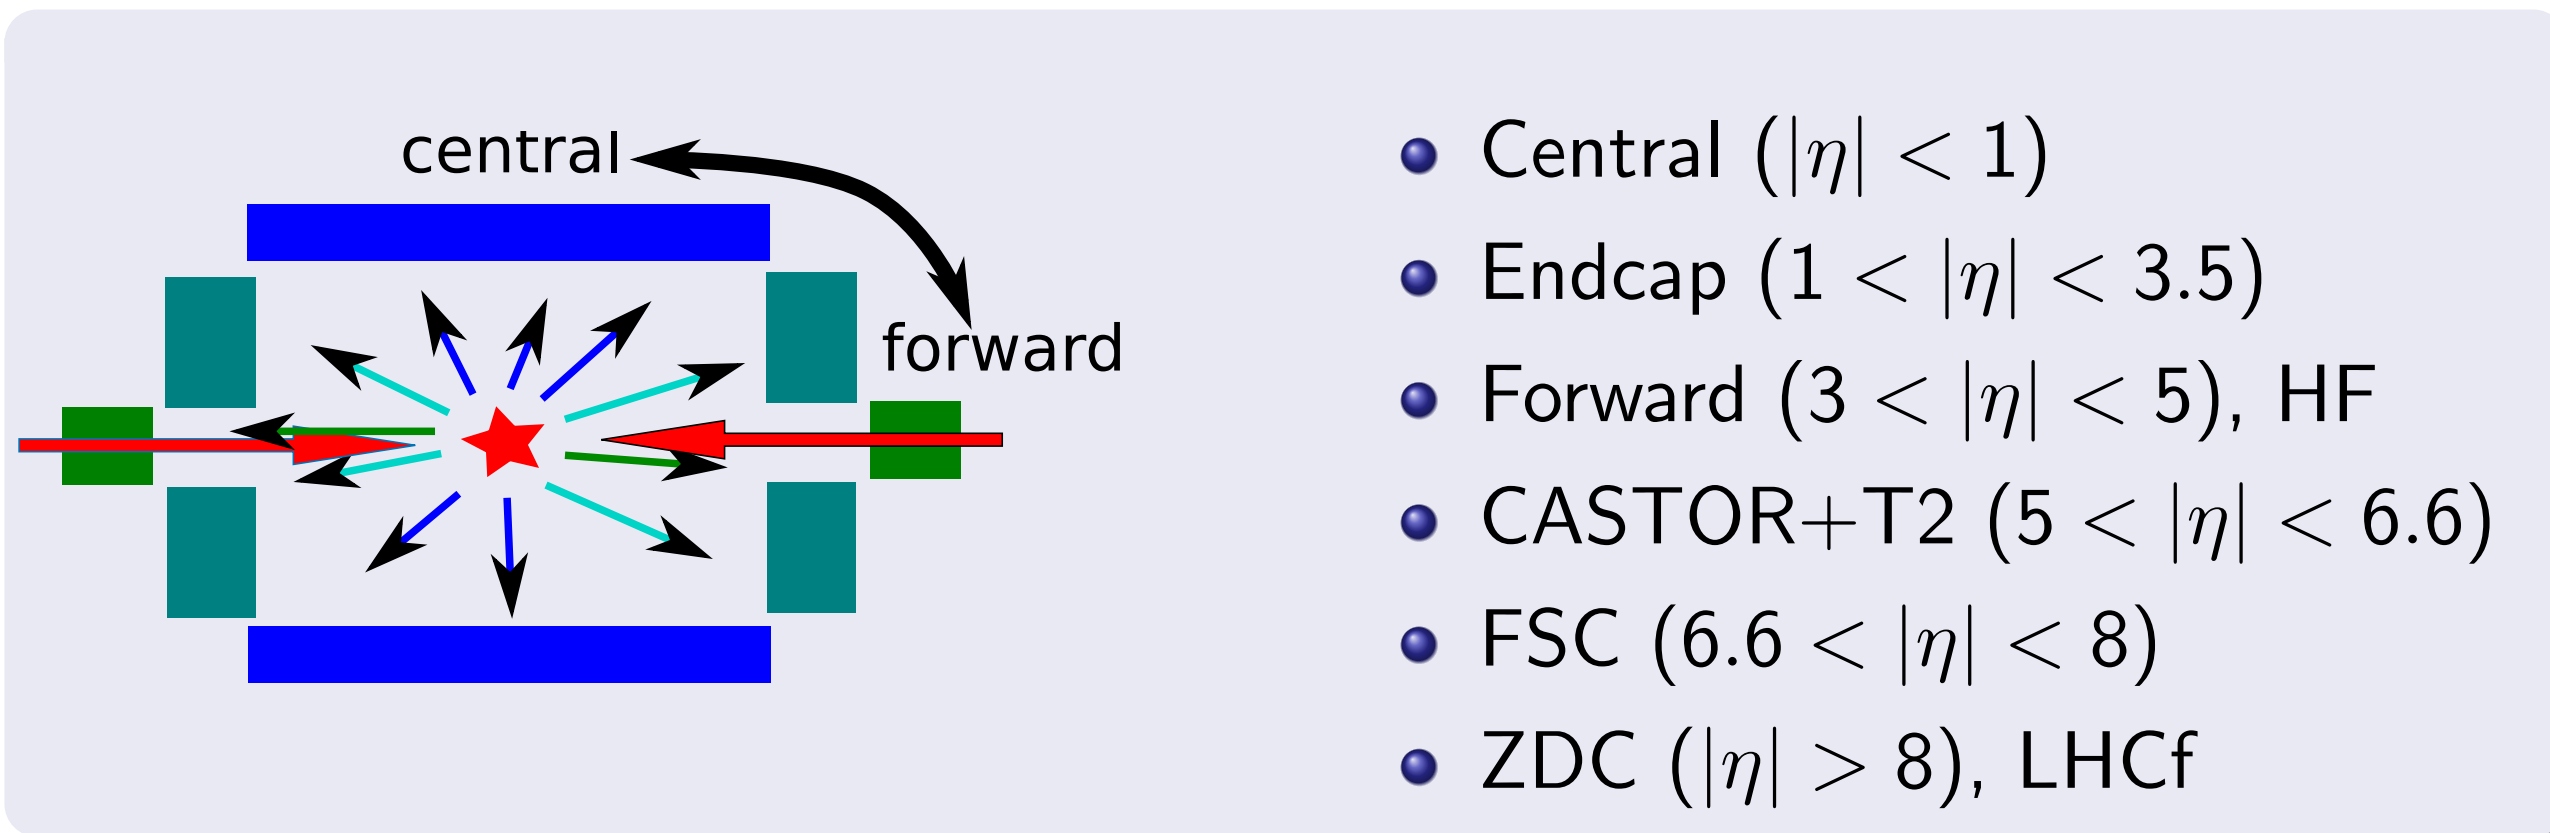 central
forward
Central (|η| < 1)
Endcap (1 < |η| < 3.5)
Forward (3 < |η| < 5), HF
CASTOR+T2 (5 < |η| < 6.6)
FSC (6.6 < |η| < 8)
ZDC (|η| > 8), LHCf